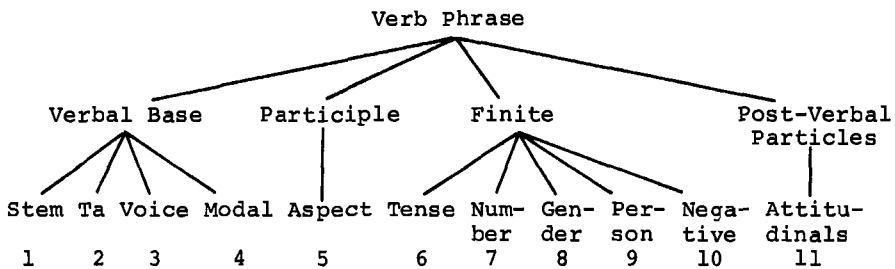 Verb Phrase
Verbal Base Participle Finite Post-Verbal
Particles
Stem Ta Voice Modal Aspect Tense Num- Gen- Per- Nega- Attitu-
ber der son tive dinals
1 2 3 4 5 6 7 8 9 10 11